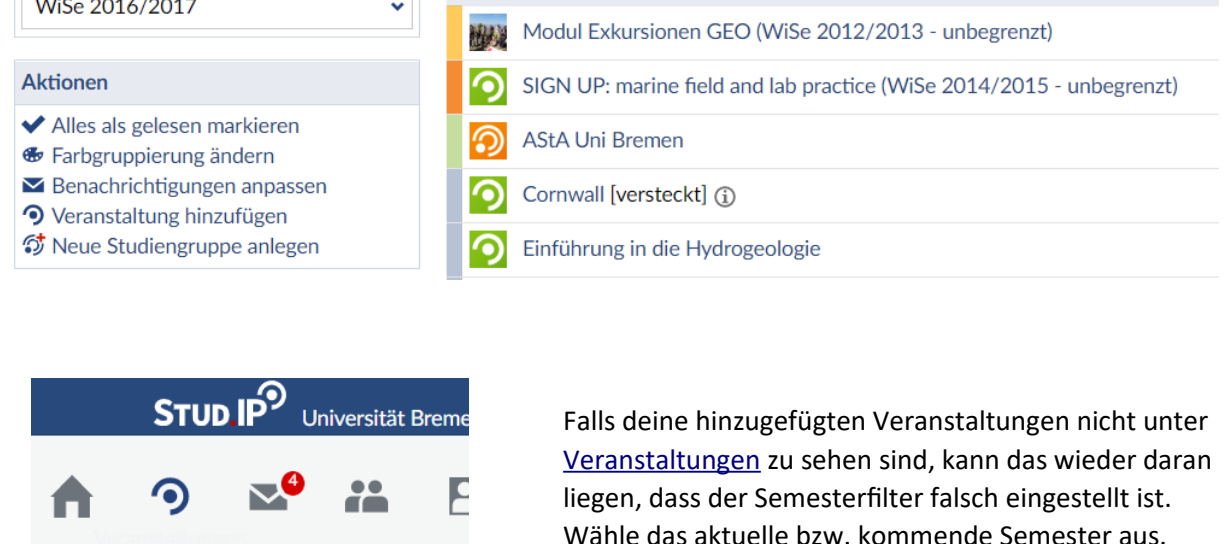 WiSe 2016/2017
Aktionen
Alles als gelesen markieren
Farbgruppierung ändern
Benachrichtigungen anpassen
Veranstaltung hinzufügen
Neue Studiengruppe anlegen
Modul Exkursionen GEO (WiSe 2012/2013 - unbegrenzt)
SIGN UP: marine field and lab practice (WiSe 2014/2015 - unbegrenzt)
AStA Uni Bremen
Cornwall [versteckt]
Einführung in die Hydrogeologie
STUD.IP Universität Breme
4
Falls deine hinzugefügten Veranstaltungen nicht unter
Veranstaltungen zu sehen sind, kann das wieder daran
liegen, dass der Semesterfilter falsch eingestellt ist.
Wähle das aktuelle bzw. kommende Semester aus.